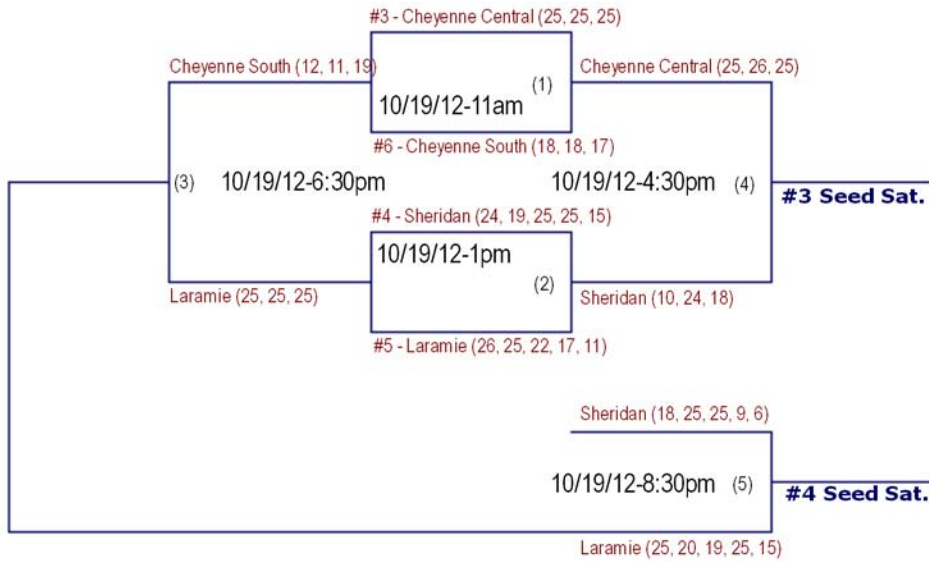 #3 - Cheyenne Central (25, 25, 25)
Cheyenne South (12, 11, 19)
Cheyenne Central (25, 26, 25)
(1)
10/19/12-11am
#6 - Cheyenne South (18, 18, 17)
(3)
10/19/12-6:30pm
10/19/12-4:30pm
(4)
#3 Seed Sat.
#4 - Sheridan (24, 19, 25, 25, 15)
10/19/12-1pm
(2)
Laramie (25, 25, 25)
Sheridan (10, 24, 18)
#5 - Laramie (26, 25, 22, 17, 11)
Sheridan (18, 25, 25, 9, 6)
10/19/12-8:30pm
(5)
#4 Seed Sat.
Laramie (25, 20, 19, 25, 15)